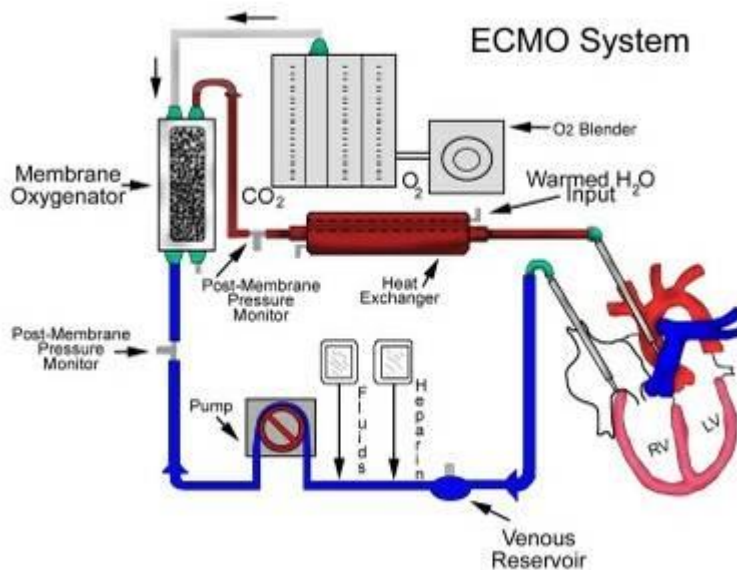 ECMO System
O2 Blender
Membrane
Oxygenator
CO2
O2
Warmed H2O
Input
Post-Membrane
Pressure
Monitor
Heat
Exchanger
Post-Membrane
Pressure
Monitor
Pump
Fluids
Heparin
RV
LV
Venous
Reservoir